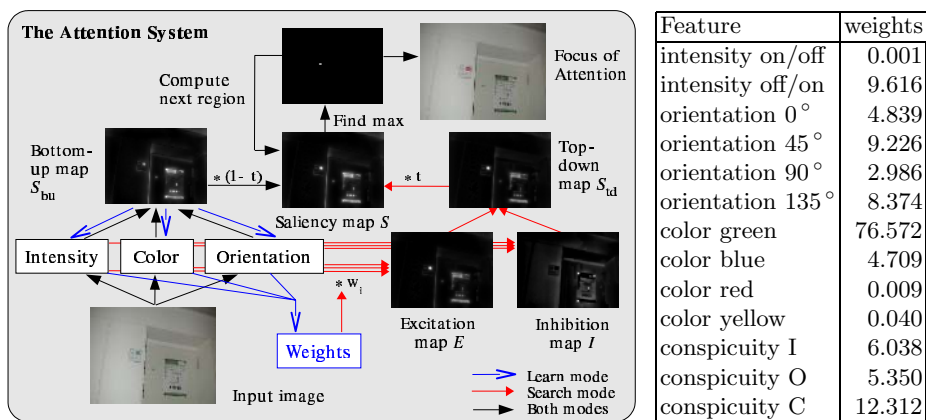 The Attention System
Compute
next region
Focus of
Attention
Find max
Bottom-
up map
S_bu
* (1- t)
Saliency map S
* t
Top-
down
map S_td
Intensity
Color
Orientation
* w_i
Excitation
map E
Inhibition
map I
Weights
Input image
Learn mode
Search mode
Both modes
Feature weights
intensity on/off 0.001
intensity off/on 9.616
orientation 0° 4.839
orientation 45° 9.226
orientation 90° 2.986
orientation 135° 8.374
color green 76.572
color blue 4.709
color red 0.009
color yellow 0.040
conspicuity I 6.038
conspicuity O 5.350
conspicuity C 12.312